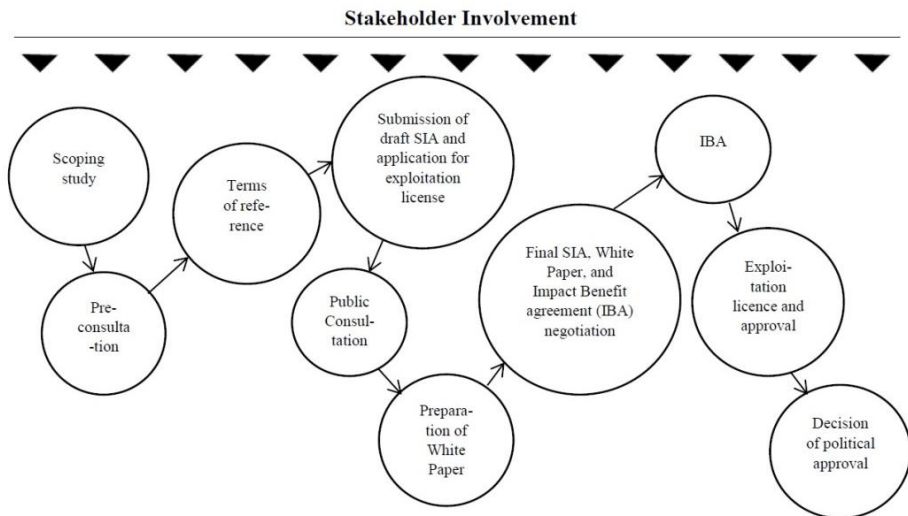 Stakeholder Involvement
Scoping
study
Pre-
consulta
-tion
Terms
of refe-
rence
Submission of
draft SIA and
application for
exploitation
license
Public
Consul-
tation
Prepara-
tion of
White
Paper
Final SIA, White
Paper, and
Impact Benefit
agreement (IBA)
negotiation
IBA
Exploi-
tation
licence and
approval
Decision
of political
approval